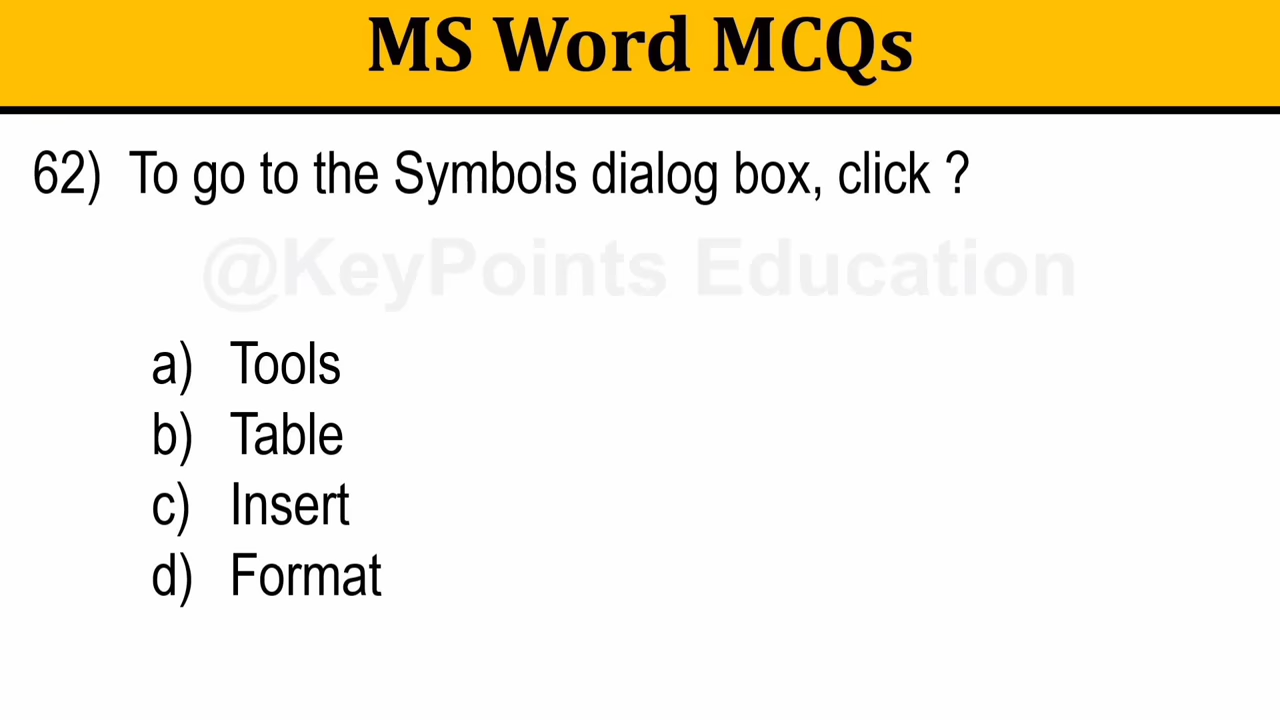 MS Word MCQs
62) To go to the Symbols dialog box, click ?
@KeyPoints Education
a) Tools
b) Table
c) Insert
d) Format